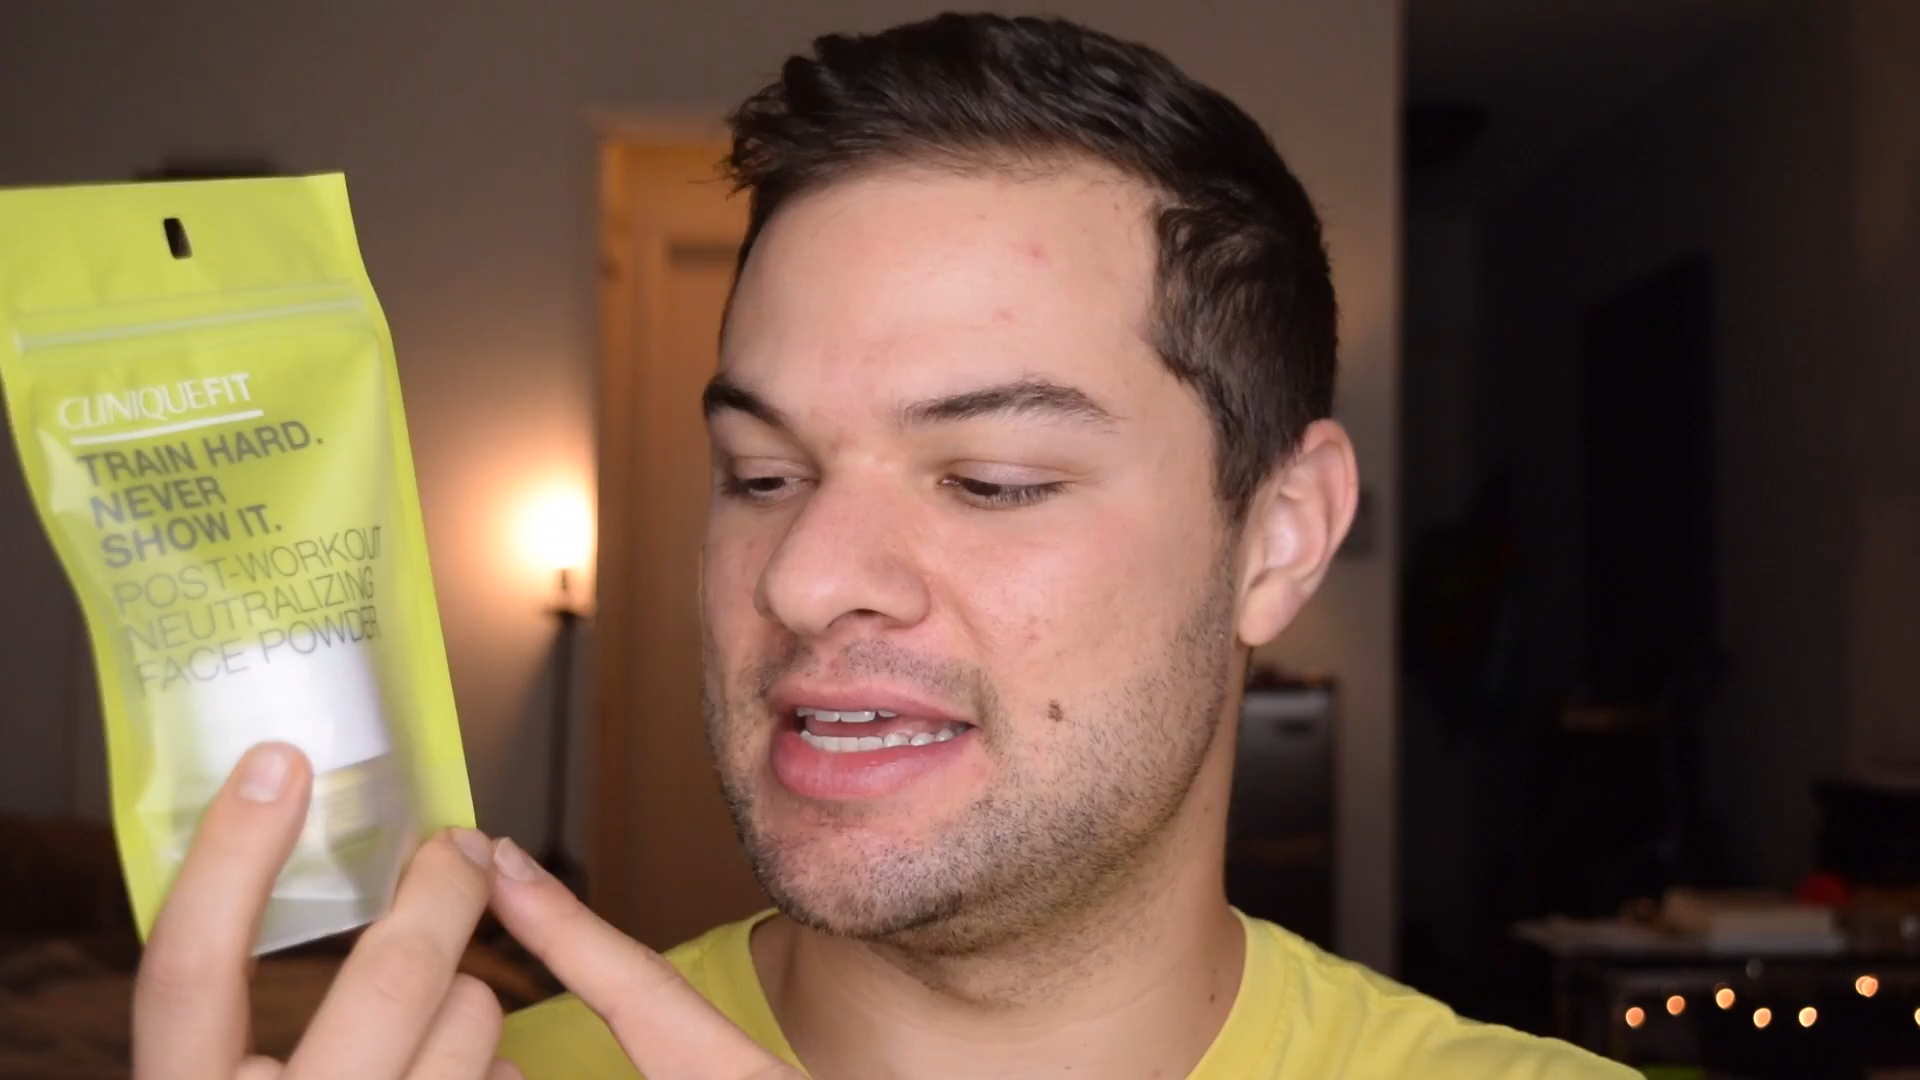 CLINIQUEFIT
TRAIN HARD.
NEVER
SHOW IT.
POST-WORKOUT
NEUTRALIZING
FACE POWDER